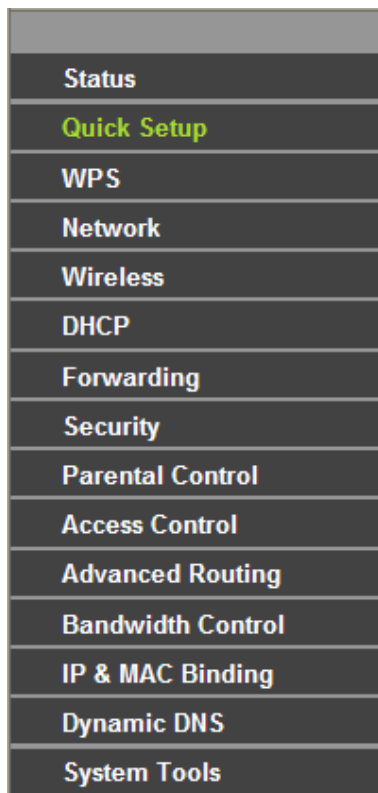 Status
Quick Setup
WPS
Network
Wireless
DHCP
Forwarding
Security
Parental Control
Access Control
Advanced Routing
Bandwidth Control
IP & MAC Binding
Dynamic DNS
System Tools